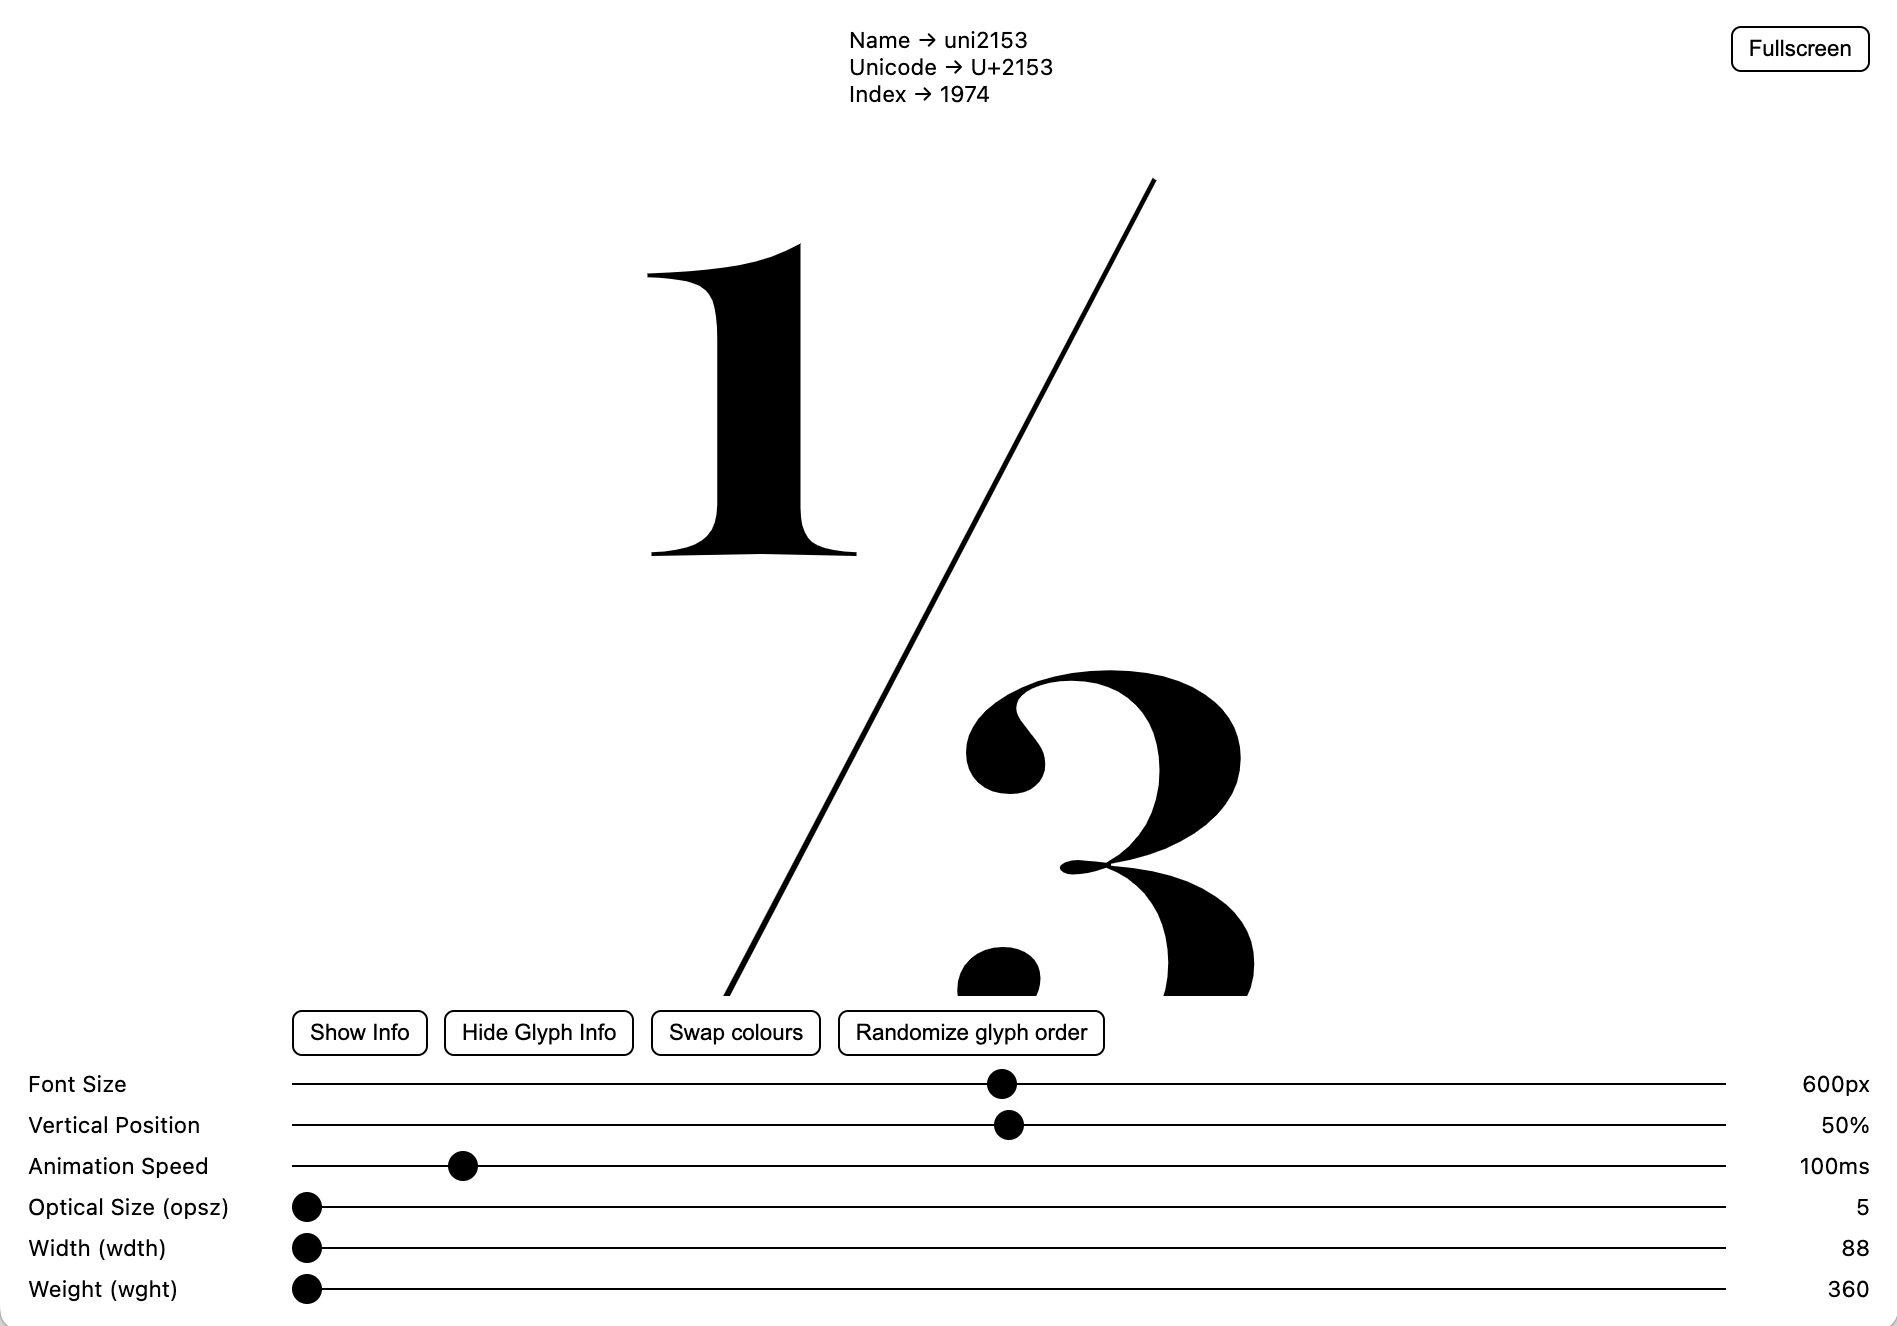 Name → uni2153
Unicode → U+2153
Index → 1974
Fullscreen
⅓
Show Info
Hide Glyph Info
Swap colours
Randomize glyph order
Font Size 600px
Vertical Position 50%
Animation Speed 100ms
Optical Size (opsz) 5
Width (wdth) 88
Weight (wght) 360